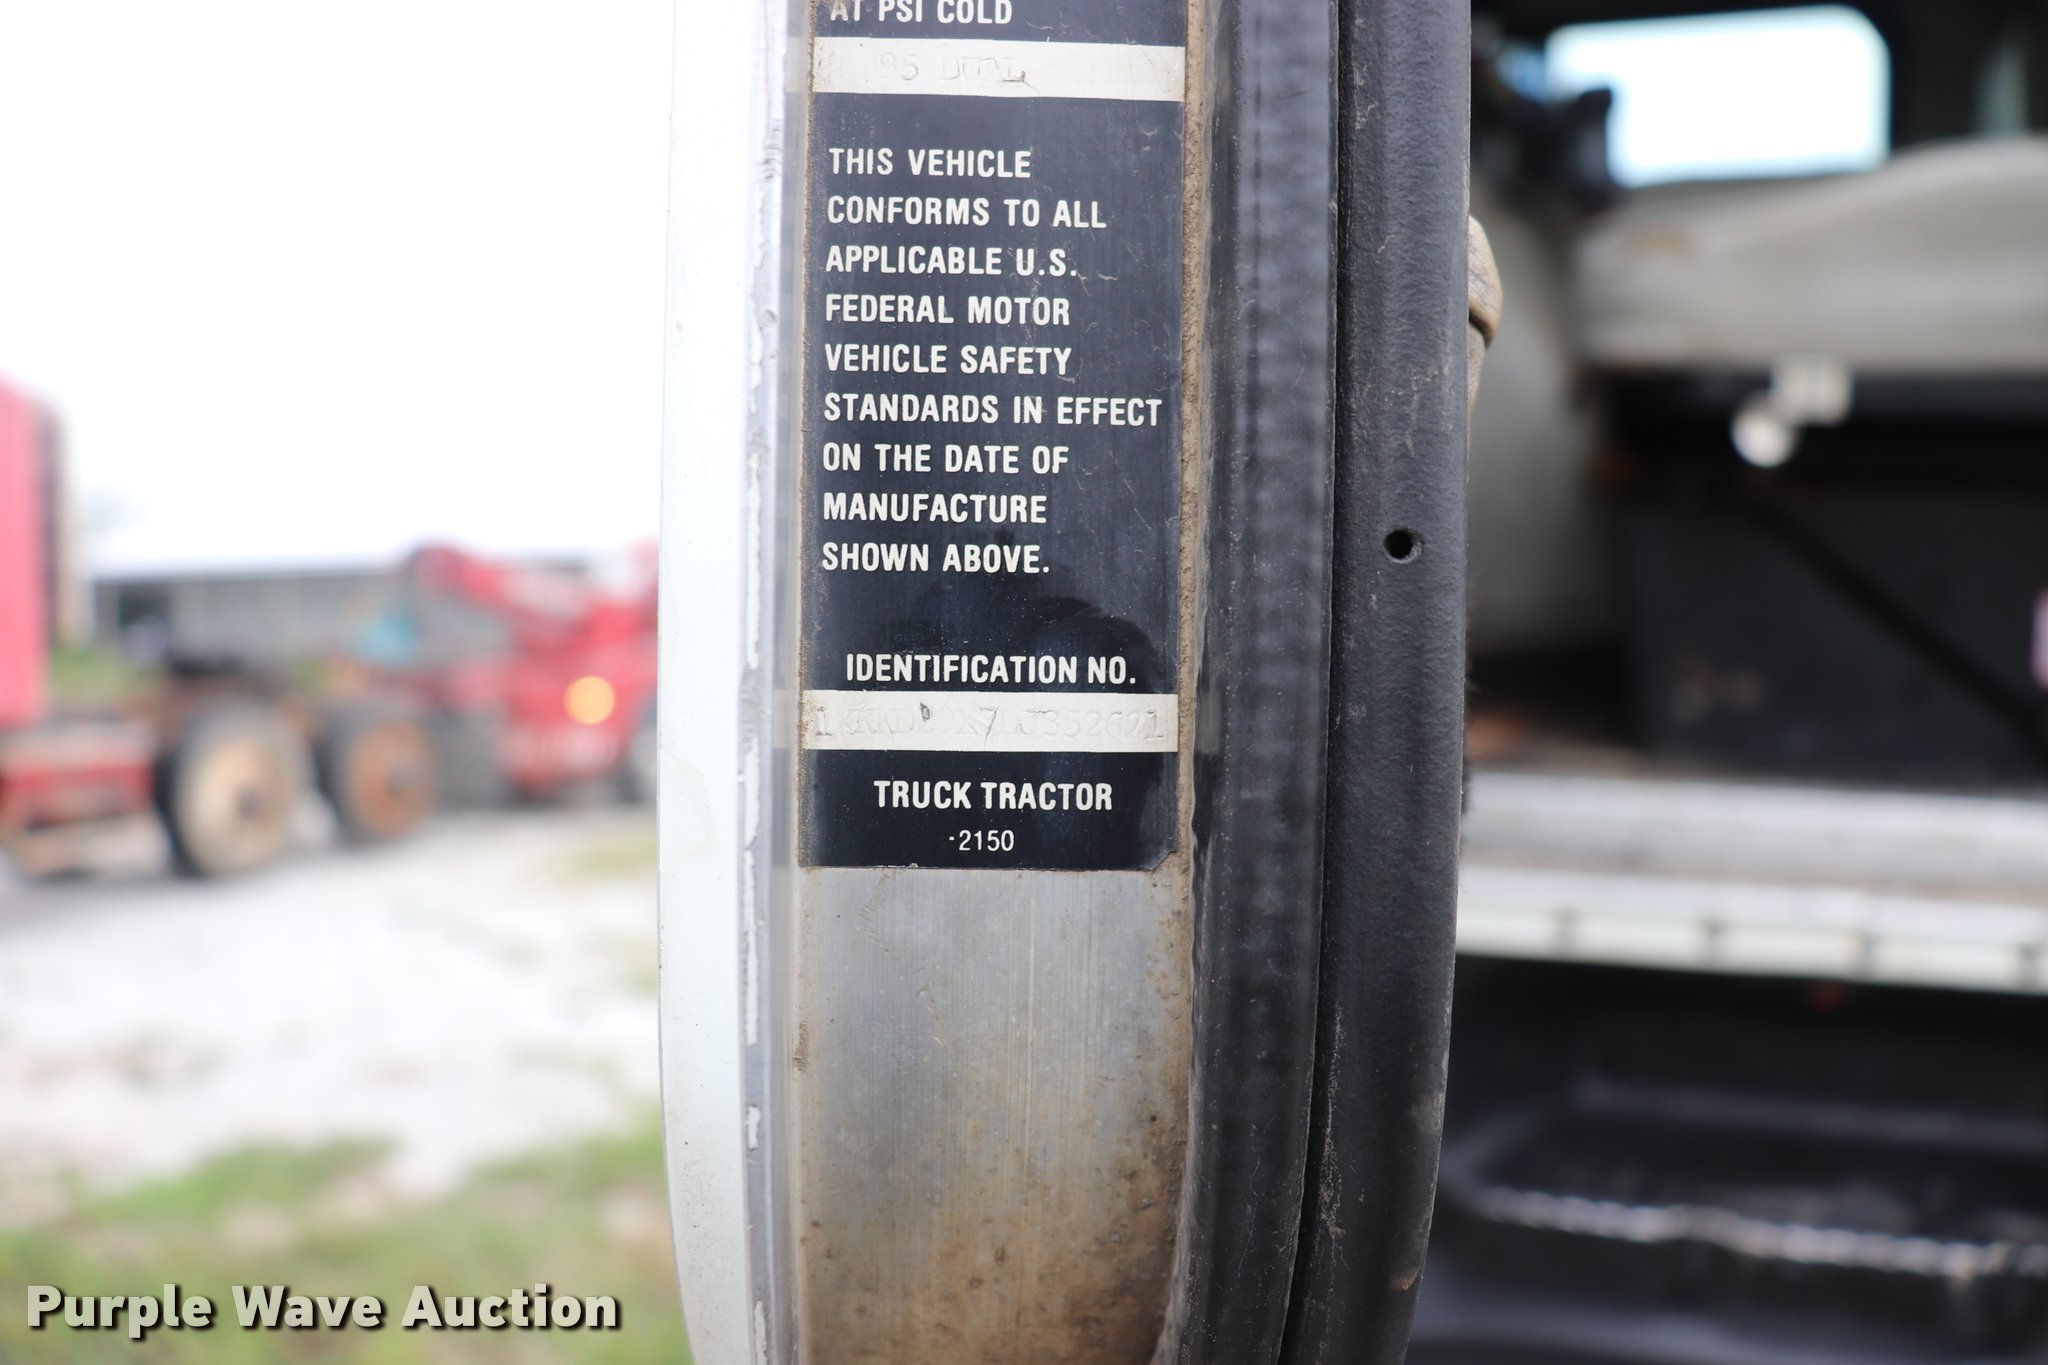 AT PSI COLD
95 DUAL
THIS VEHICLE
CONFORMS TO ALL
APPLICABLE U.S.
FEDERAL MOTOR
VEHICLE SAFETY
STANDARDS IN EFFECT
ON THE DATE OF
MANUFACTURE
SHOWN ABOVE.
IDENTIFICATION NO.
TRUCK TRACTOR
-2150
Purple Wave Auction